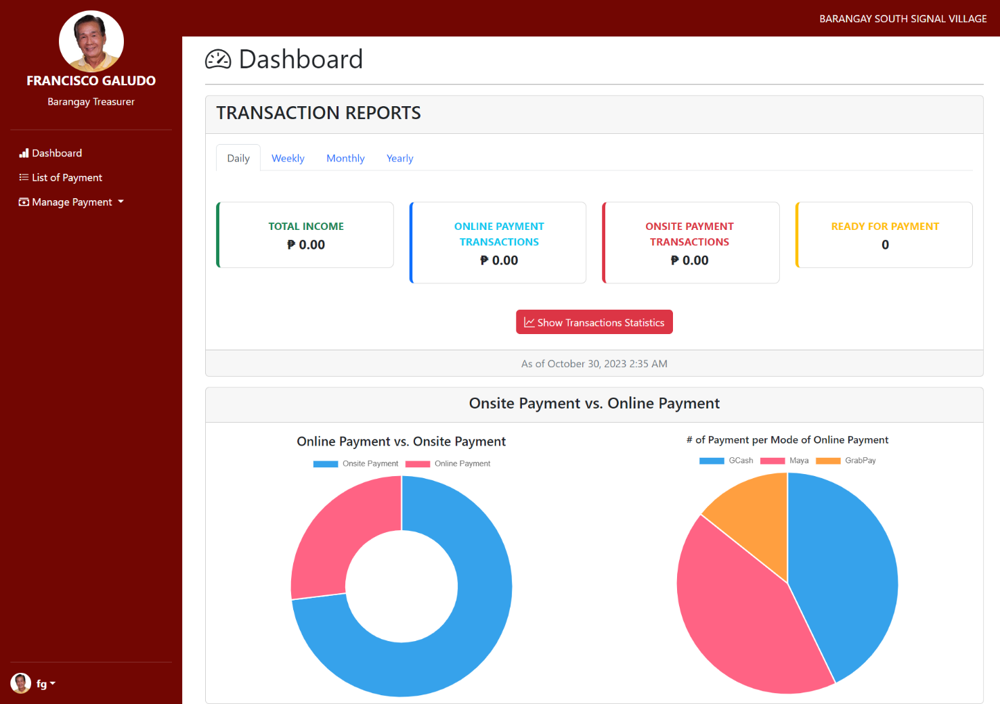 BARANGAY SOUTH SIGNAL VILLAGE
FRANCISCO GALUDO
Barangay Treasurer
Dashboard
List of Payment
Manage Payment
fg
Dashboard
TRANSACTION REPORTS
Daily Weekly Monthly Yearly
TOTAL INCOME
₱ 0.00
ONLINE PAYMENT
TRANSACTIONS
₱ 0.00
ONSITE PAYMENT
TRANSACTIONS
₱ 0.00
READY FOR PAYMENT
0
Show Transactions Statistics
As of October 30, 2023 2:35 AM
Onsite Payment vs. Online Payment
Online Payment vs. Onsite Payment
Onsite Payment Online Payment
# of Payment per Mode of Online Payment
GCash Maya GrabPay